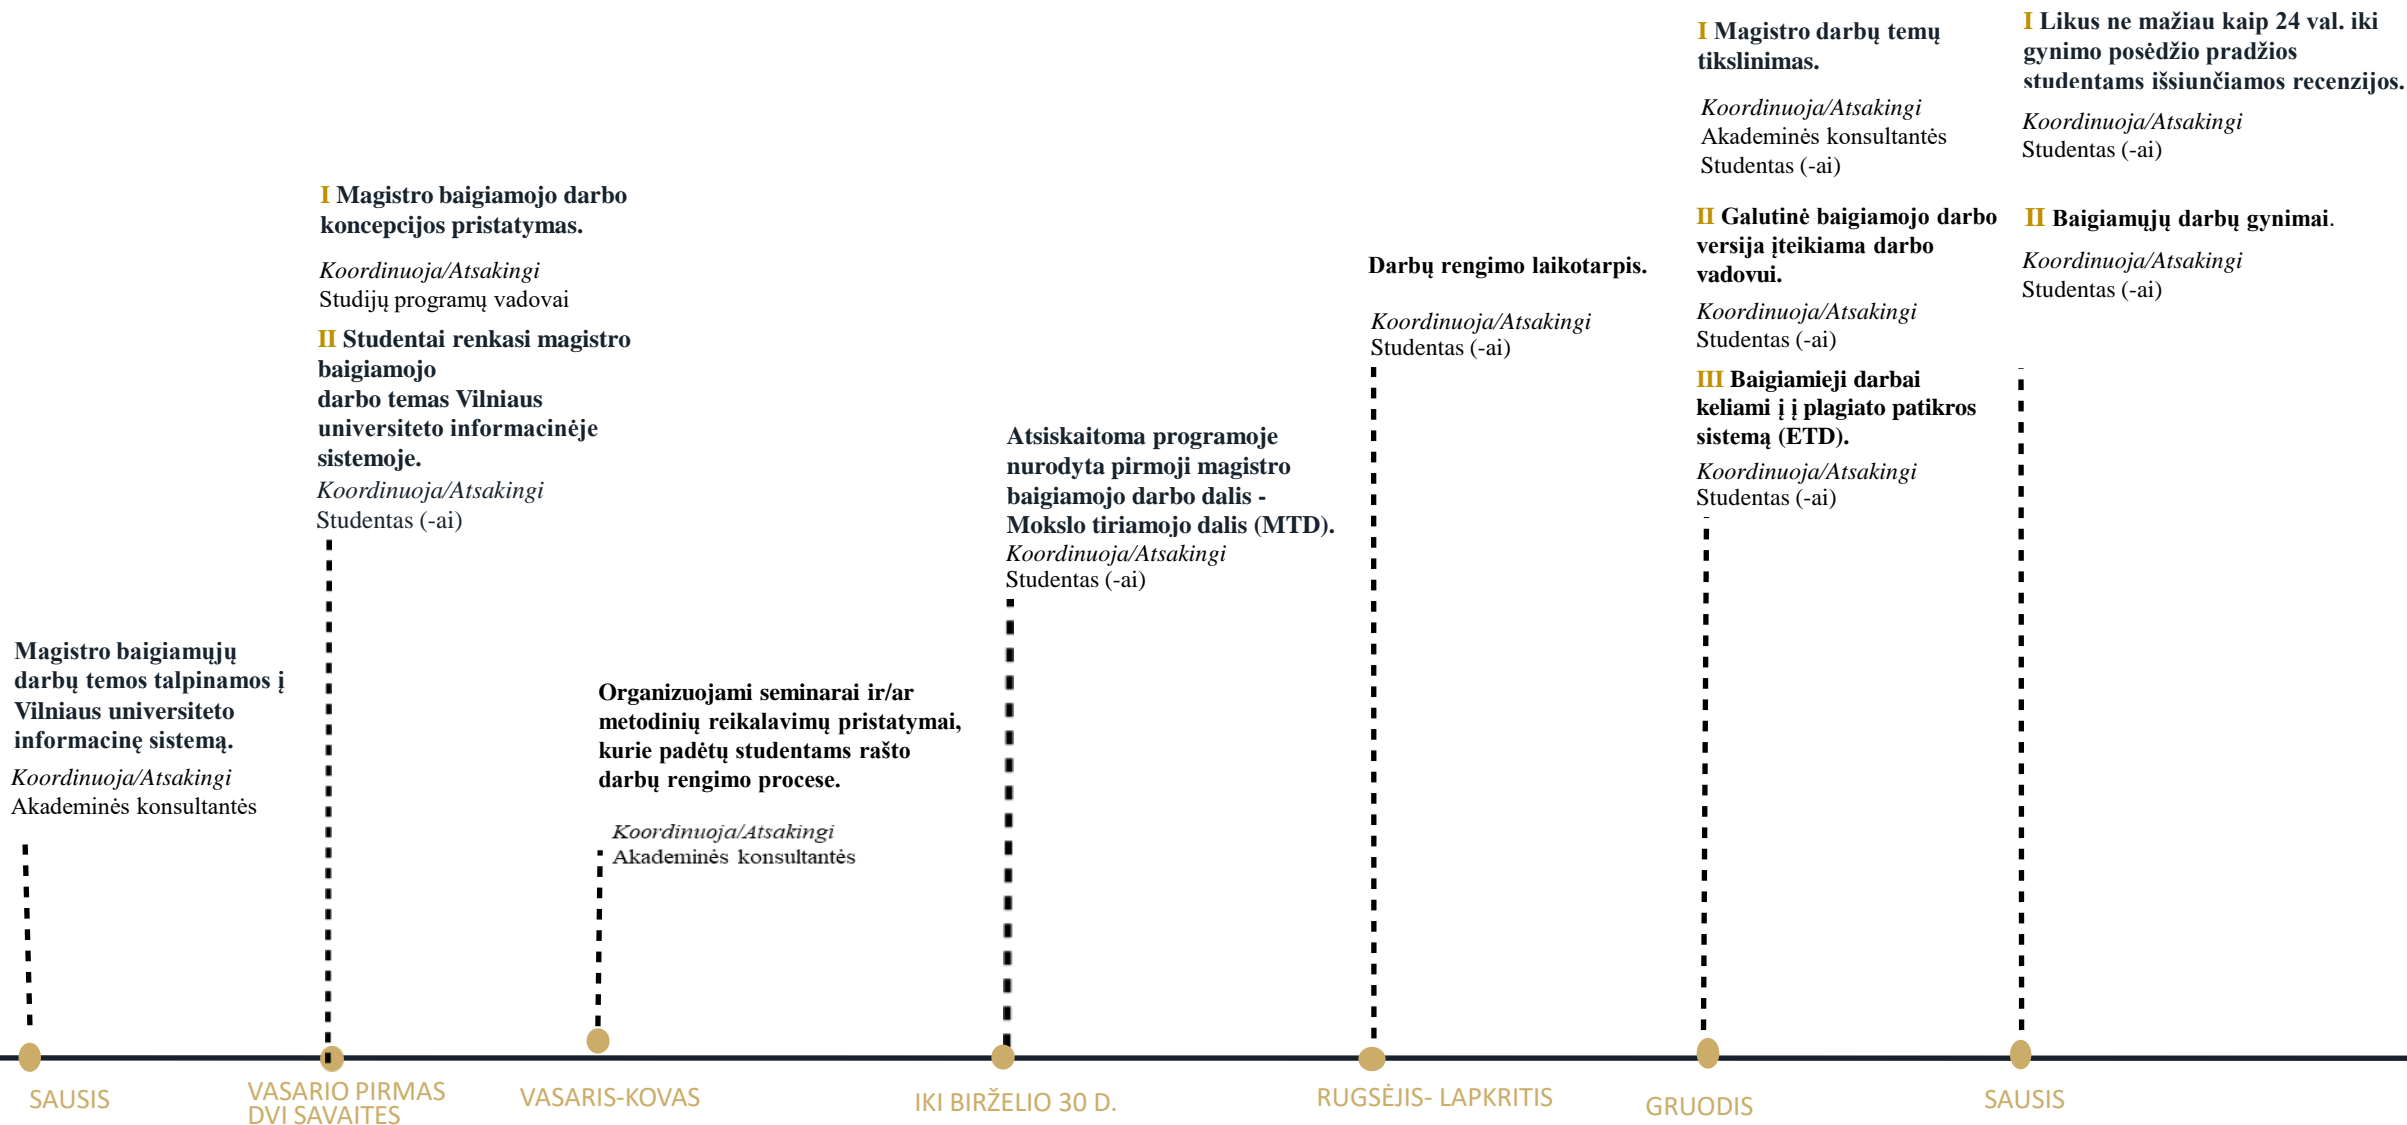 Magistro baigiamųjų
darbų temos talpinamos į
Vilniaus universiteto
informacinę sistemą.
Koordinuoja/Atsakingi
Akademinės konsultantės
I Magistro baigiamojo darbo
koncepcijos pristatymas.
Koordinuoja/Atsakingi
Studijų programų vadovai
II Studentai renkasi magistro
baigiamojo
darbo temas Vilniaus
universiteto informacinėje
sistemoje.
Koordinuoja/Atsakingi
Studentas (-ai)
Organizuojami seminarai ir/ar
metodinių reikalavimų pristatymai,
kurie padėtų studentams rašto
darbų rengimo procese.
Koordinuoja/Atsakingi
Akademinės konsultantės
Atsiskaitoma programoje
nurodyta pirmoji magistro
baigiamojo darbo dalis -
Mokslo tiriamojo dalis (MTD).
Koordinuoja/Atsakingi
Studentas (-ai)
Darbų rengimo laikotarpis.
Koordinuoja/Atsakingi
Studentas (-ai)
I Magistro darbų temų
tikslinimas.
Koordinuoja/Atsakingi
Akademinės konsultantės
Studentas (-ai)
II Galutinė baigiamojo darbo
versija įteikiama darbo
vadovui.
Koordinuoja/Atsakingi
Studentas (-ai)
III Baigiamieji darbai
keliami į į plagiato patikros
sistemą (ETD).
Koordinuoja/Atsakingi
Studentas (-ai)
I Likus ne mažiau kaip 24 val. iki
gynimo posėdžio pradžios
studentams išsiunčiamos recenzijos.
Koordinuoja/Atsakingi
Studentas (-ai)
II Baigiamųjų darbų gynimai.
Koordinuoja/Atsakingi
Studentas (-ai)
SAUSIS
VASARIO PIRMAS
DVI SAVAITES
VASARIS-KOVAS
IKI BIRŽELIO 30 D.
RUGSĖJIS- LAPKRITIS
GRUODIS
SAUSIS